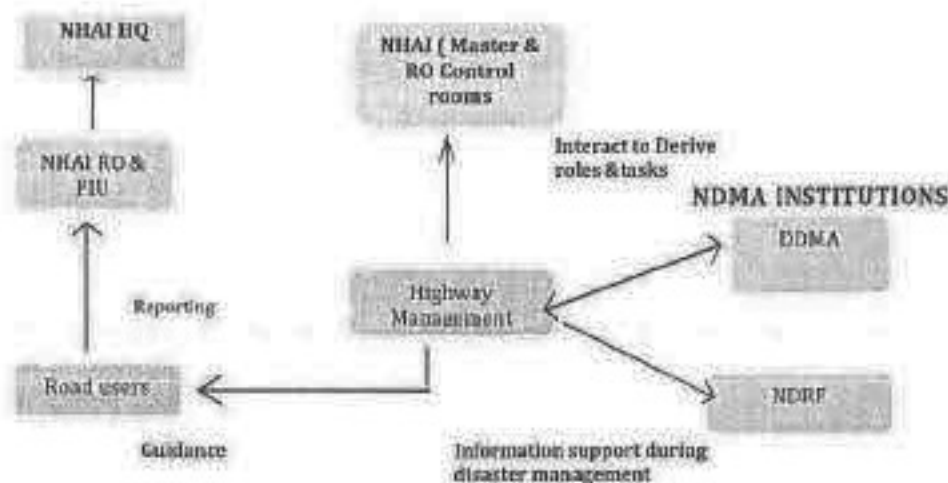 NHAI HQ
NHAI ( Master &
RO Control
rooms
NHAI RO &
PIU
Interact to Derive
roles & tasks
NDMA INSTITUTIONS
DDMA
Highway
Management
Reporting
Road users
NDRF
Guidance
Information support during
disaster management